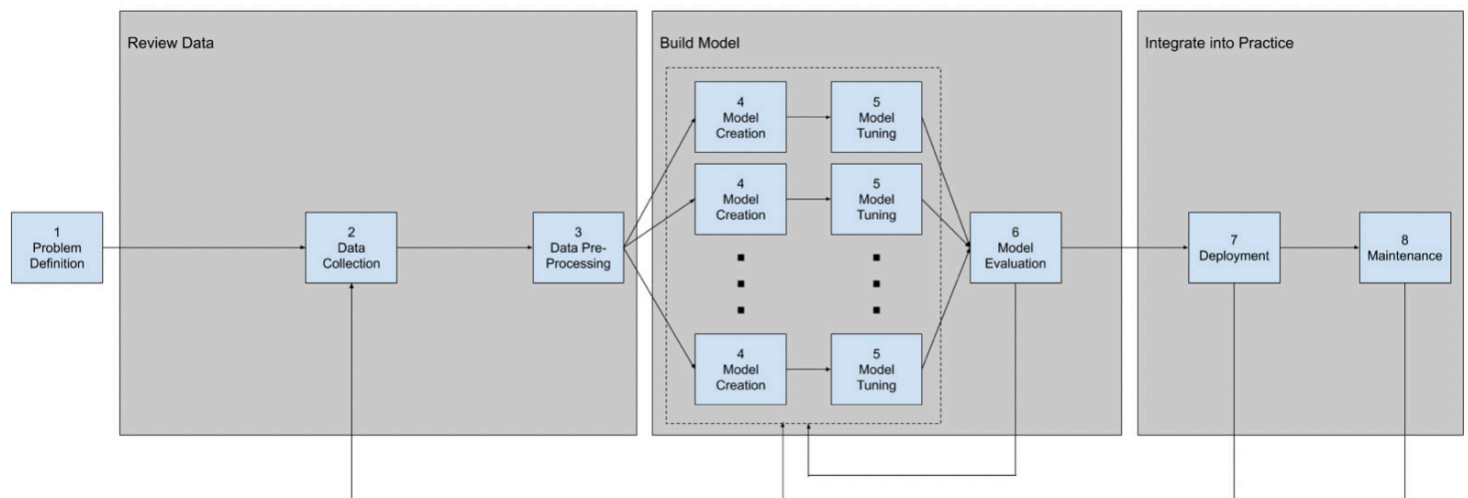 Review Data
Build Model
Integrate into Practice
4
Model
Creation
5
Model
Tuning
4
Model
Creation
5
Model
Tuning
1
Problem
Definition
2
Data
Collection
3
Data Pre-
Processing
6
Model
Evaluation
7
Deployment
8
Maintenance
4
Model
Creation
5
Model
Tuning